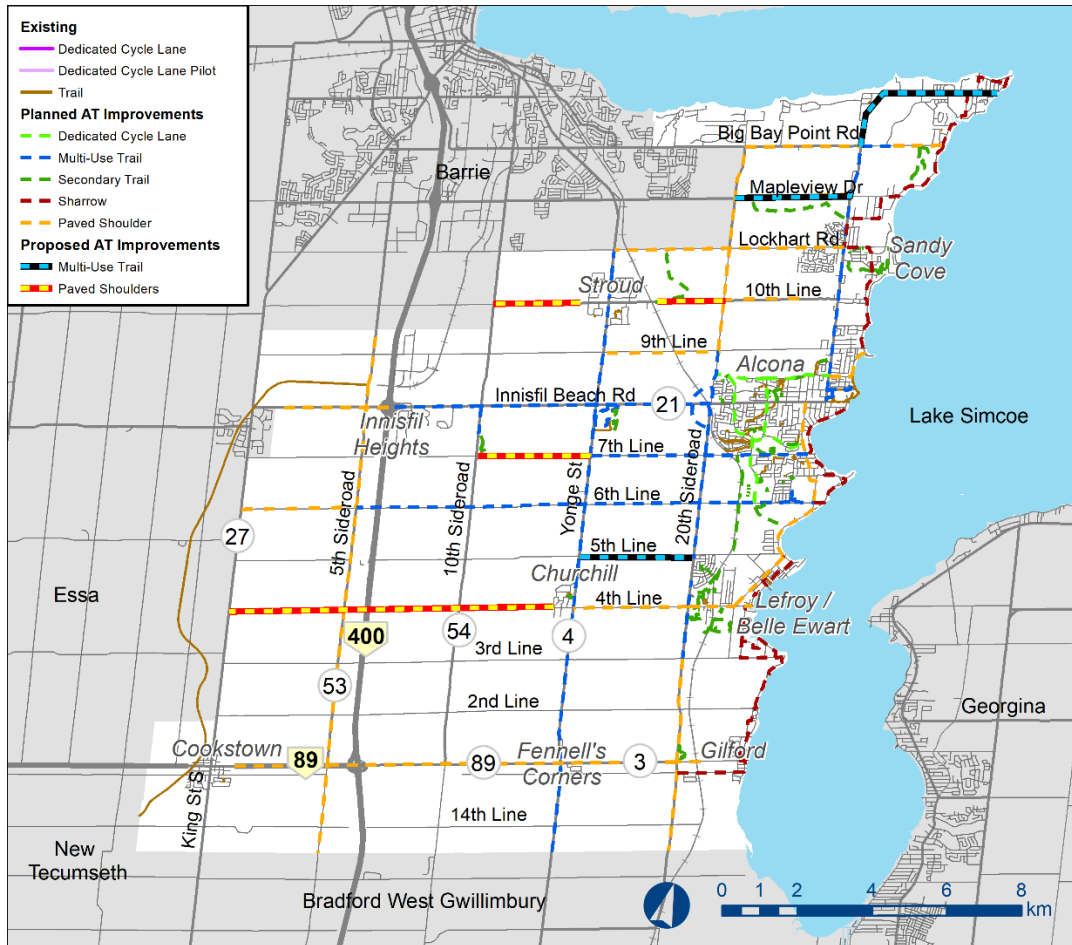 Existing
Dedicated Cycle Lane
Dedicated Cycle Lane Pilot
Trail
Planned AT Improvements
Dedicated Cycle Lane
Multi-Use Trail
Secondary Trail
Sharrow
Paved Shoulder
Proposed AT Improvements
Multi-Use Trail
Paved Shoulders
Big Bay Point Rd
Barrie
Mapleview Dr
Lockhart Rd
Sandy
Cove
Stroud
10th Line
9th Line
Alcona
Innisfil Beach Rd
21
Lake Simcoe
Innisfil
Heights
7th Line
5th Sideroad
10th Sideroad
Yonge St
20th Sideroad
6th Line
27
5th Line
Churchill
Essa
4th Line
Lefroy /
Belle Ewart
400
54
4
3rd Line
53
2nd Line
Georgina
Cookstown
89
89
Fennell's
Corners
3
Gilford
King St S
14th Line
New
Tecumseth
Bradford West Gwillimbury
0 1 2 4 6 8
km